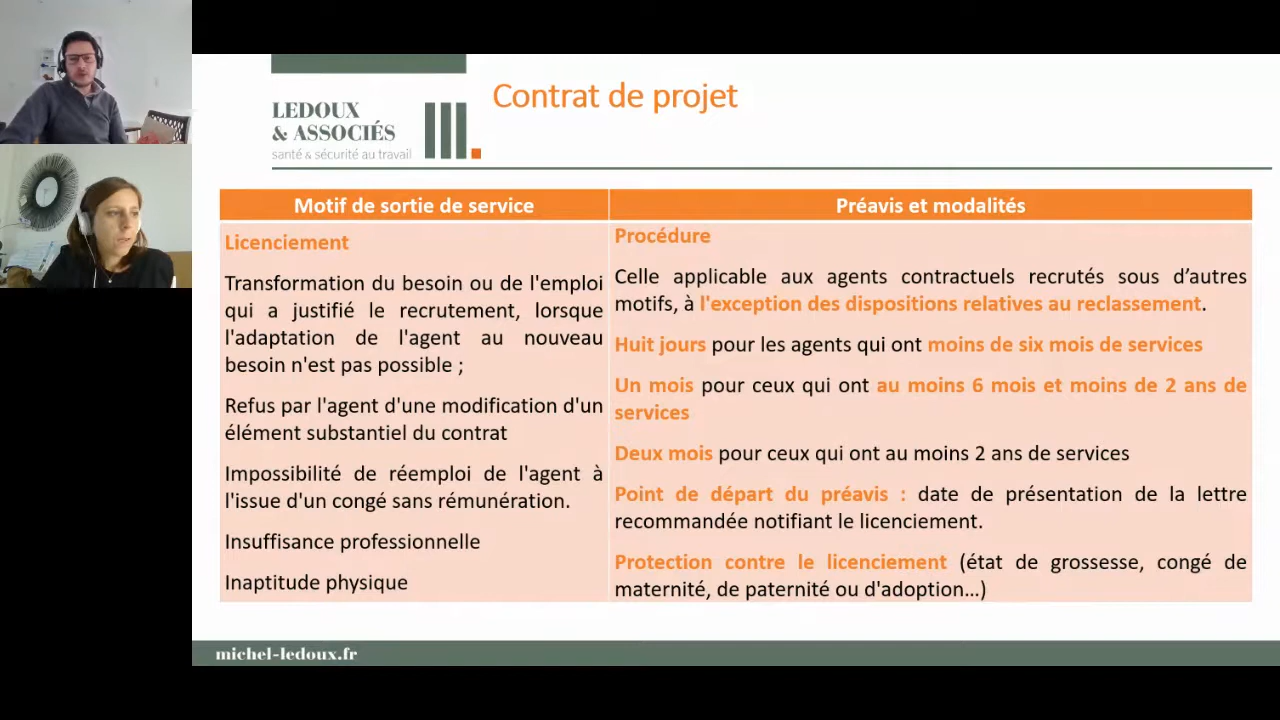 Contrat de projet
LEDOUX
& ASSOCIÉS
santé & sécurité au travail
Motif de sortie de service
Préavis et modalités
Licenciement
Transformation du besoin ou de l'emploi
qui a justifié le recrutement, lorsque
l'adaptation de l'agent au nouveau
besoin n'est pas possible ;
Refus par l'agent d'une modification d'un
élément substantiel du contrat
Impossibilité de réemploi de l'agent à
l'issue d'un congé sans rémunération.
Insuffisance professionnelle
Inaptitude physique
Procédure
Celle applicable aux agents contractuels recrutés sous d’autres
motifs, à l'exception des dispositions relatives au reclassement.
Huit jours pour les agents qui ont moins de six mois de services
Un mois pour ceux qui ont au moins 6 mois et moins de 2 ans de
services
Deux mois pour ceux qui ont au moins 2 ans de services
Point de départ du préavis : date de présentation de la lettre
recommandée notifiant le licenciement.
Protection contre le licenciement (état de grossesse, congé de
maternité, de paternité ou d'adoption…)
michel-ledoux.fr